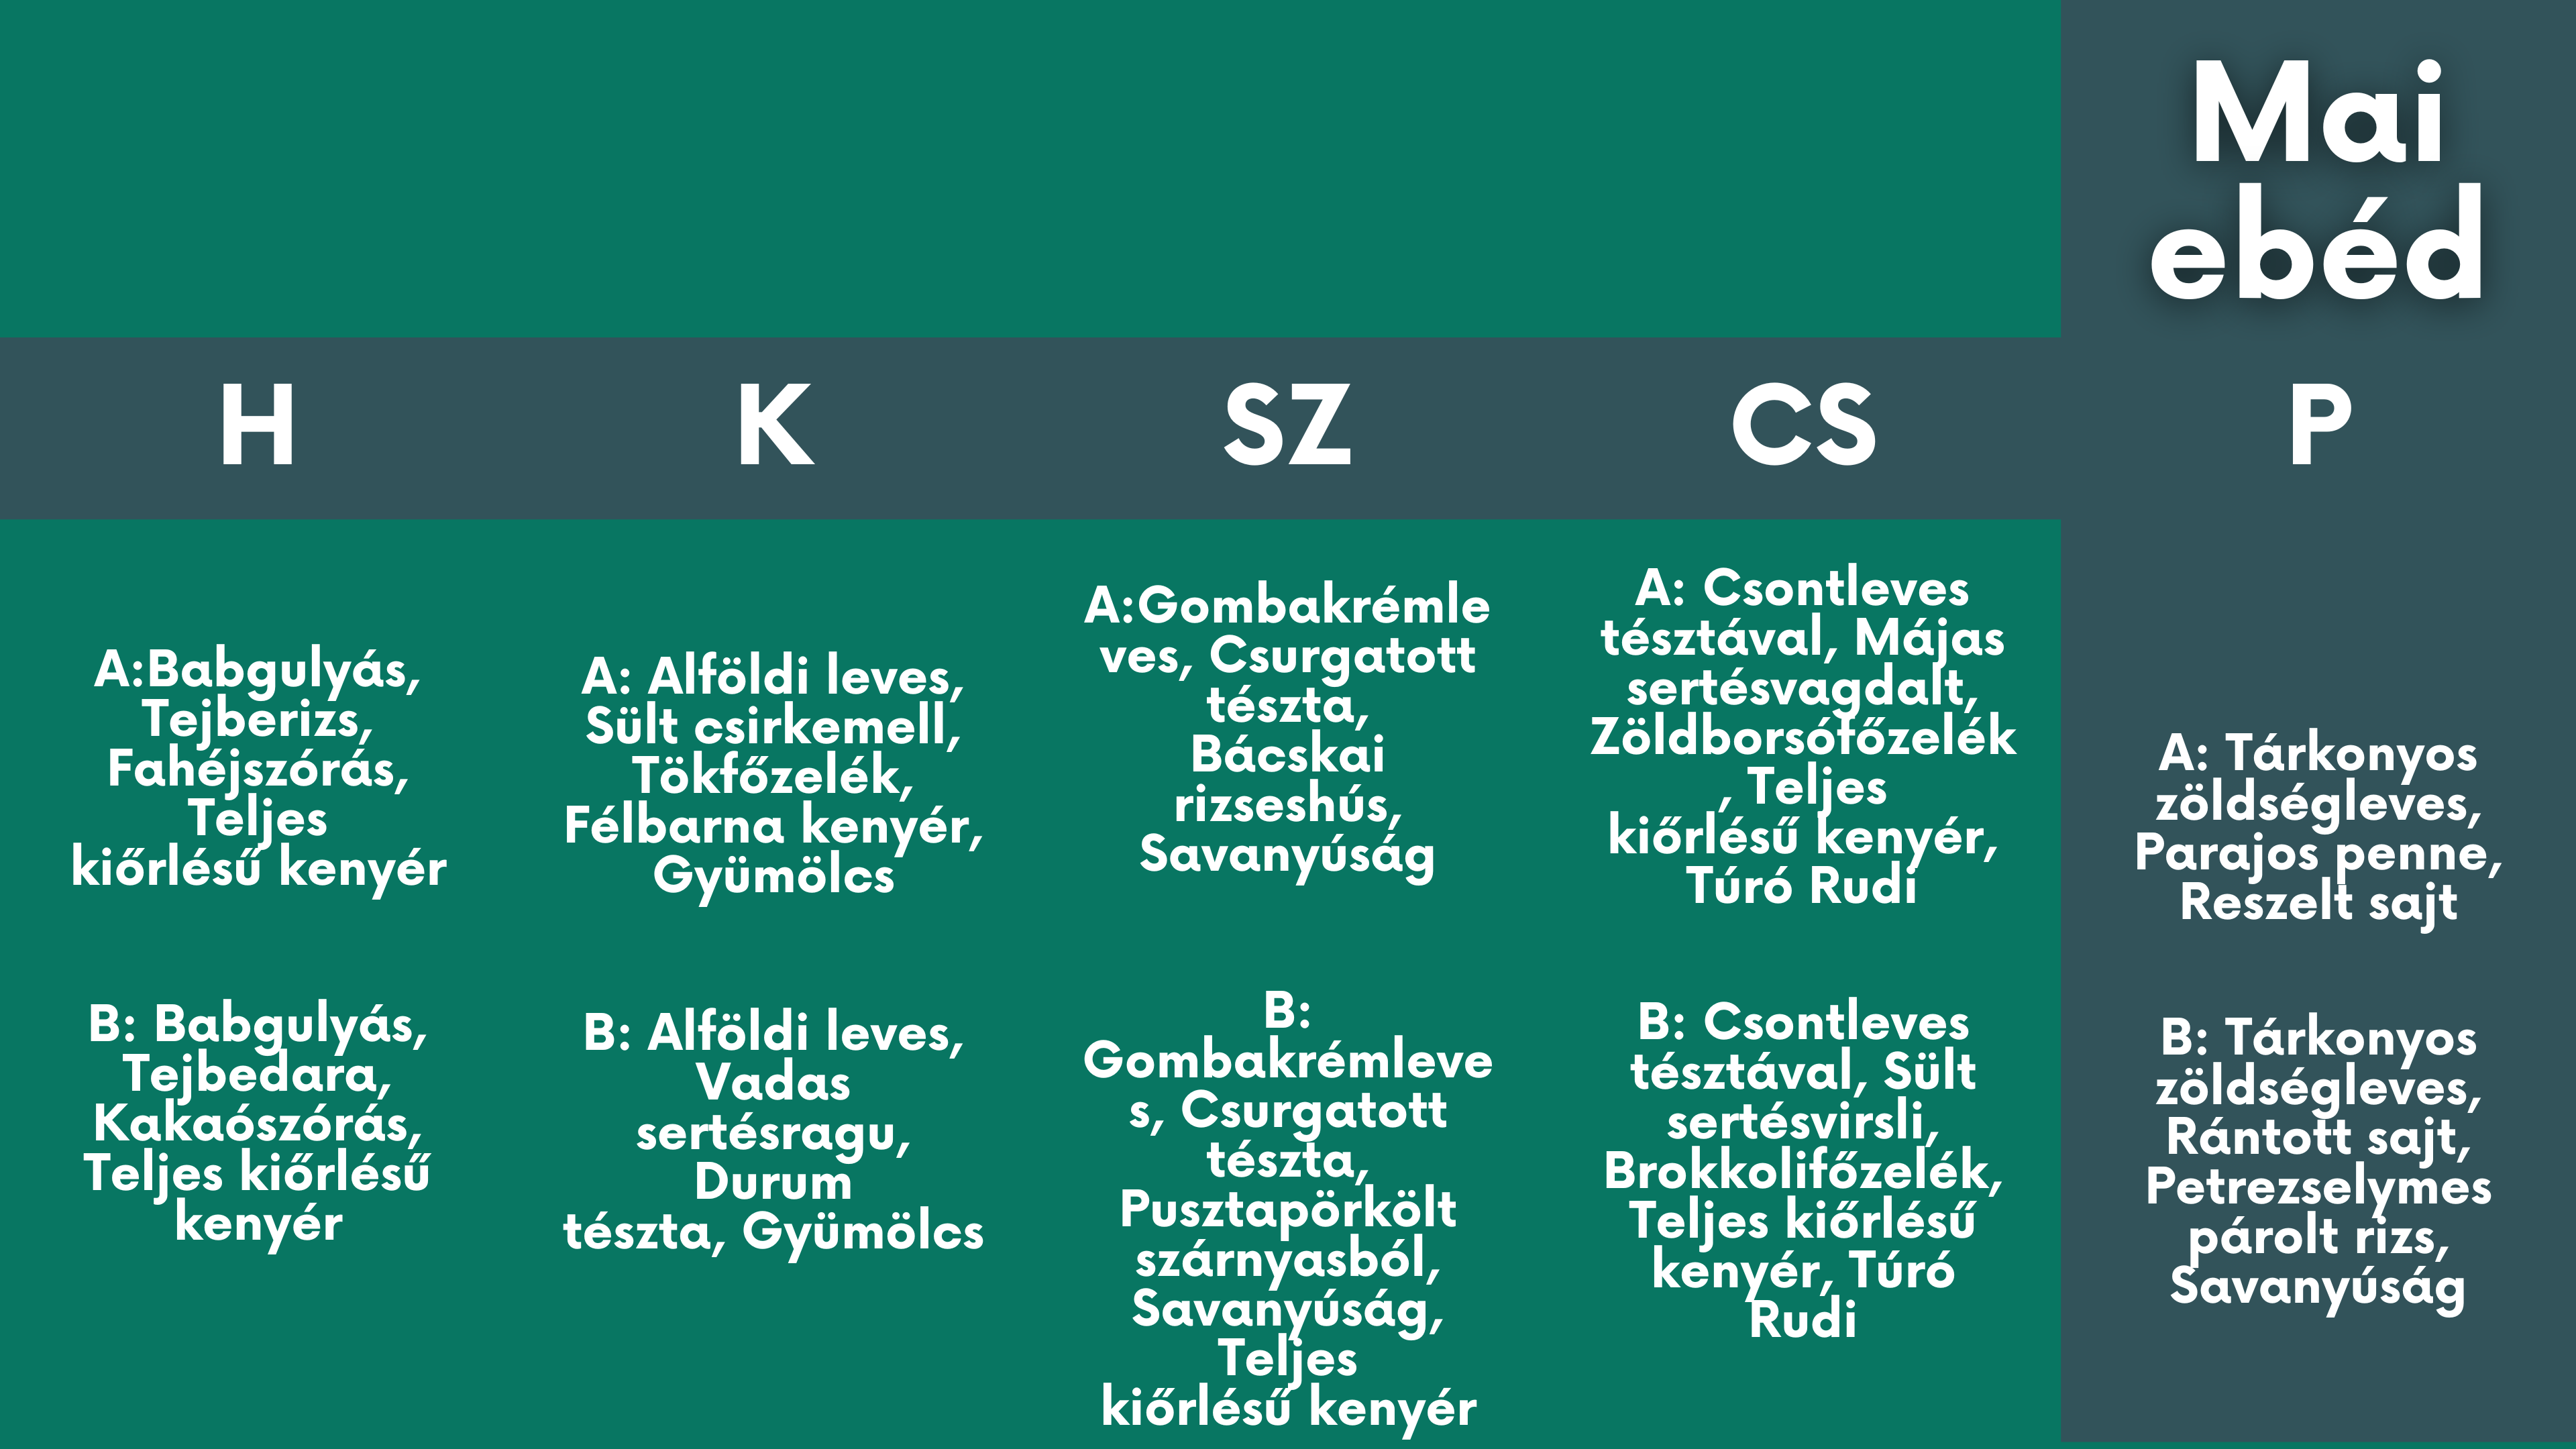 Mai
ebéd
H
K
SZ
CS
P
A:Babgulyás,
Tejberizs,
Fahéjszórás,
Teljes
kiőrlésű kenyér
B: Babgulyás,
Tejbedara,
Kakaószórás,
Teljes kiőrlésű
kenyér
A: Alföldi leves,
Sült csirkemell,
Tökfőzelék,
Félbarna kenyér,
Gyümölcs
B: Alföldi leves,
Vadas
sertésragu,
Durum
tészta, Gyümölcs
A:Gombakrémle
ves, Csurgatott
tészta,
Bácskai
rizseshús,
Savanyúság
B:
Gombakrémleve
s, Csurgatott
tészta,
Pusztapörkölt
szárnyasból,
Savanyúság,
Teljes
kiőrlésű kenyér
A: Csontleves
tésztával, Májas
sertésvagdalt,
Zöldborsófőzelék
, Teljes
kiőrlésű kenyér,
Túró Rudi
B: Csontleves
tésztával, Sült
sertésvirsli,
Brokkolifőzelék,
Teljes kiőrlésű
kenyér, Túró
Rudi
A: Tárkonyos
zöldségleves,
Parajos penne,
Reszelt sajt
B: Tárkonyos
zöldségleves,
Rántott sajt,
Petrezselymes
párolt rizs,
Savanyúság